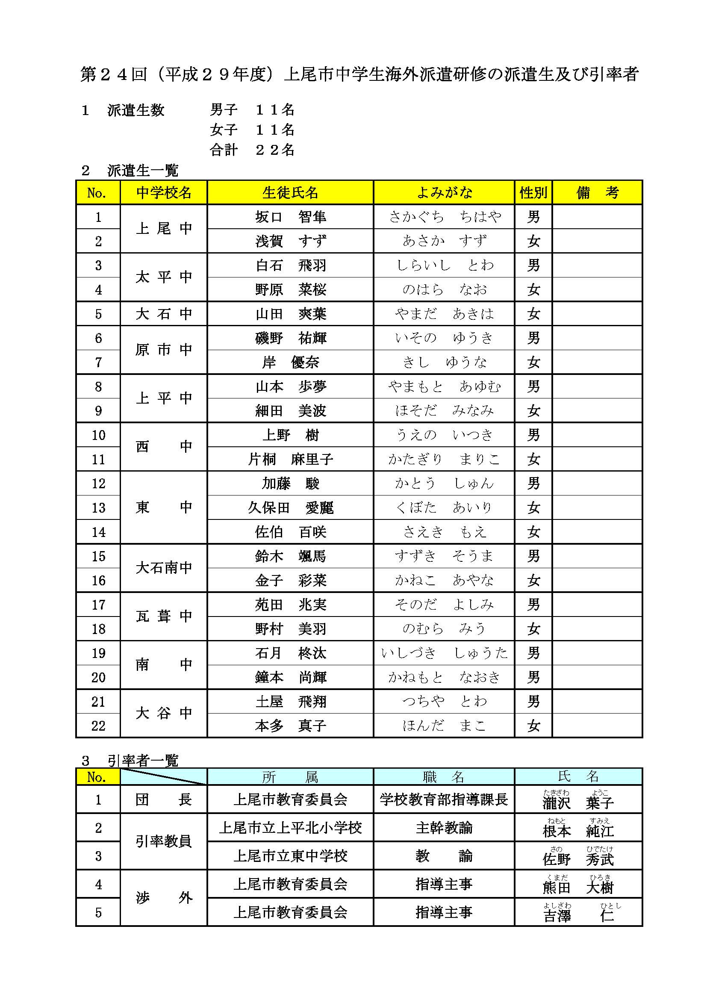 第２４回（平成２９年度）上尾市中学生海外派遣研修の派遣生及び引率者
１　派遣生数　男子　１１名
女子　１１名
合計　２２名
２　派遣生一覧
No. 中学校名 生徒氏名 よみがな 性別 備　考
1 上尾中 坂口　智隼 さかぐち　ちはや 男
2 浅賀　すず あさか　すず 女
3 太平中 白石　飛羽 しらいし　とわ 男
4 野原　菜桜 のはら　なお 女
5 大石中 山田　爽葉 やまだ　あきは 女
6 原市中 磯野　祐輝 いその　ゆうき 男
7 岸　優奈 きし　ゆうな 女
8 上平中 山本　歩夢 やまもと　あゆむ 男
9 細田　美波 ほそだ　みなみ 女
10 西　中 上野　樹 うえの　いつき 男
11 片桐　麻里子 かたぎり　まりこ 女
12 東　中 加藤　駿 かとう　しゅん 男
13 久保田　愛麗 くぼた　あいり 女
14 佐伯　百咲 さえき　もえ 女
15 大石南中 鈴木　颯馬 すずき　そうま 男
16 金子　彩菜 かねこ　あやな 女
17 瓦葺中 苑田　兆実 そのだ　よしみ 男
18 野村　美羽 のむら　みう 女
19 南　中 石月　柊汰 いしづき　しゅうた 男
20 鐘本　尚輝 かねもと　なおき 男
21 大谷中 土屋　飛翔 つちや　とわ 男
22 本多　真子 ほんだ　まこ 女
３　引率者一覧
No. 所　属 職　名 氏　名
たきざわ　ようこ
1 団　長 上尾市教育委員会 学校教育部指導課長 瀧沢　葉子
ねもと　すみえ
2 引率教員 上尾市立上平北小学校 主幹教諭 根本　純江
さの　ひでたけ
3 上尾市立東中学校 教　諭 佐野　秀武
くまだ　ひろき
4 渉　外 上尾市教育委員会 指導主事 熊田　大樹
よしざわ　ひとし
5 上尾市教育委員会 指導主事 吉澤　仁